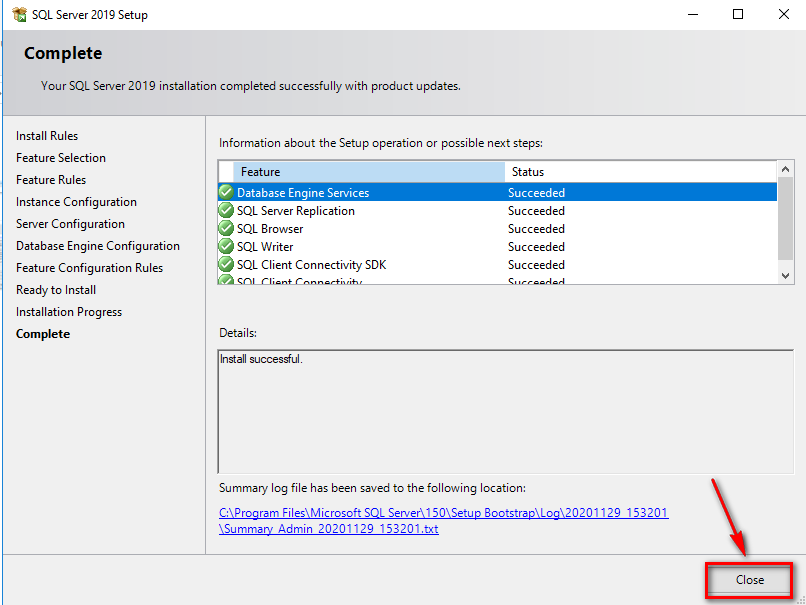 SQL Server 2019 Setup
Complete
Your SQL Server 2019 installation completed successfully with product updates.
Install Rules
Feature Selection
Feature Rules
Instance Configuration
Server Configuration
Database Engine Configuration
Feature Configuration Rules
Ready to Install
Installation Progress
Complete
Information about the Setup operation or possible next steps:
Feature Status
Database Engine Services Succeeded
SQL Server Replication Succeeded
SQL Browser Succeeded
SQL Writer Succeeded
SQL Client Connectivity SDK Succeeded
SQL Client Connectivity Succeeded
Details:
Install successful.
Summary log file has been saved to the following location:
C:\Program Files\Microsoft SQL Server\150\Setup Bootstrap\Log\20201129_153201
\Summary_Admin_20201129_153201.txt
Close